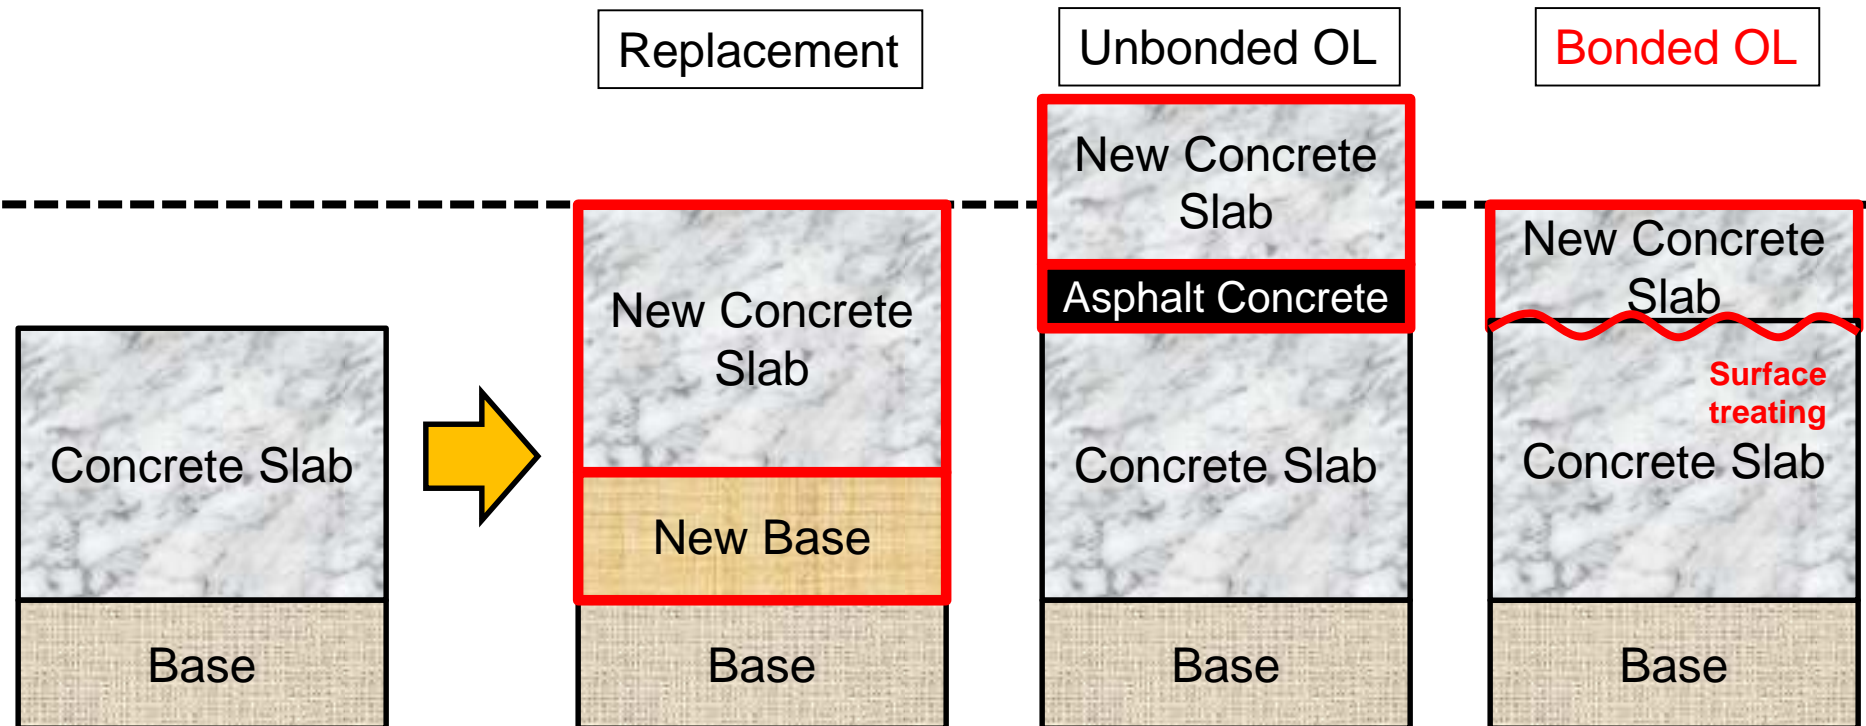 Replacement
Unbonded OL
Bonded OL
Concrete Slab
Base
New Concrete
Slab
New Base
Base
New Concrete
Slab
Asphalt Concrete
Concrete Slab
Base
New Concrete
Slab
Surface
treating
Concrete Slab
Base